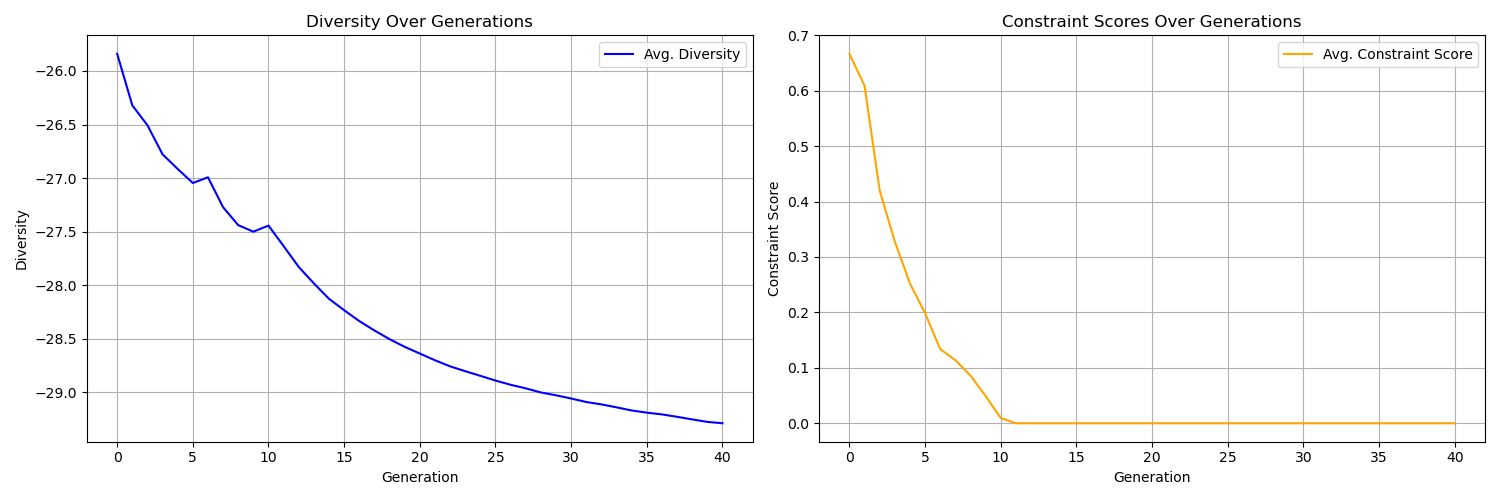 Diversity Over Generations
Avg. Diversity
Diversity
−26.0
−26.5
−27.0
−27.5
−28.0
−28.5
−29.0
0 5 10 15 20 25 30 35 40
Generation
Constraint Scores Over Generations
Avg. Constraint Score
Constraint Score
0.7
0.6
0.5
0.4
0.3
0.2
0.1
0.0
0 5 10 15 20 25 30 35 40
Generation